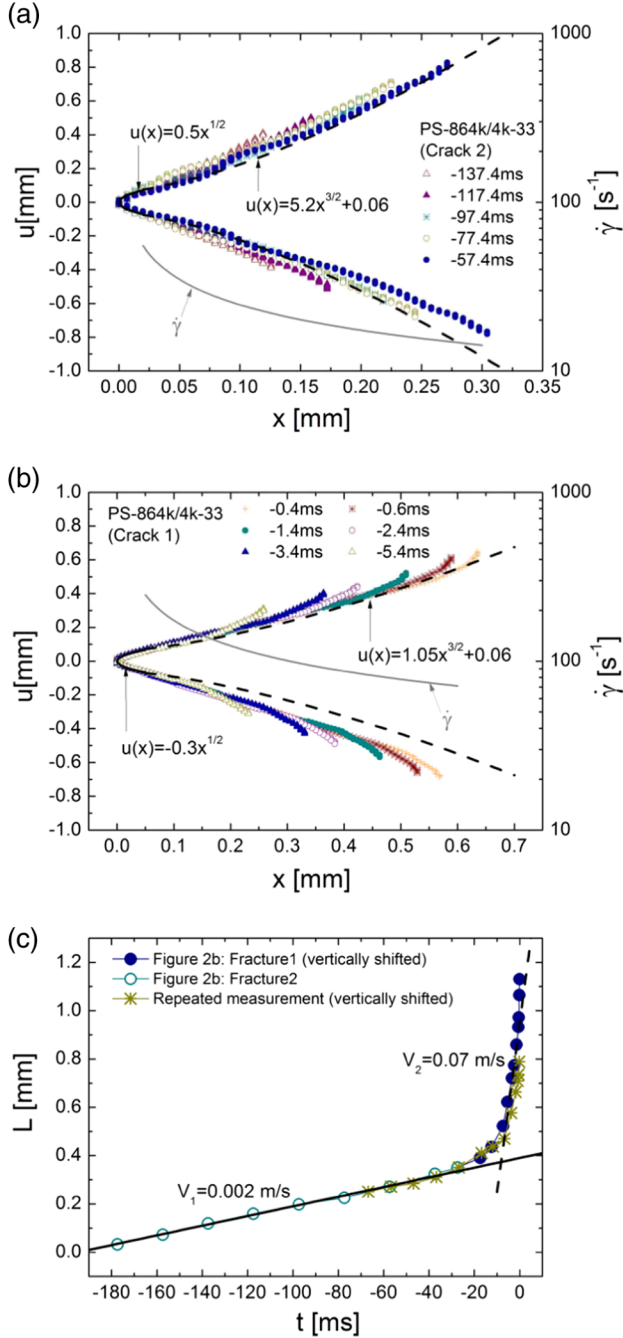 (a)
1.0
0.8
0.6
0.4
0.2
0.0
-0.2
-0.4
-0.6
-0.8
-1.0
u[mm]
u(x)=0.5x^1/2
u(x)=5.2x^3/2+0.06
PS-864k/4k-33
(Crack 2)
-137.4ms
-117.4ms
-97.4ms
-77.4ms
-57.4ms
γ̇
1000
100
10
γ̇ [s^-1]
0.00 0.05 0.10 0.15 0.20 0.25 0.30 0.35
x [mm]
(b)
1.0
0.8
0.6
0.4
0.2
0.0
-0.2
-0.4
-0.6
-0.8
-1.0
u[mm]
PS-864k/4k-33
(Crack 1)
-0.4ms -0.6ms
-1.4ms -2.4ms
-3.4ms -5.4ms
u(x)=1.05x^3/2+0.06
u(x)=-0.3x^1/2
γ̇
1000
100
10
γ̇ [s^-1]
0.0 0.1 0.2 0.3 0.4 0.5 0.6 0.7
x [mm]
(c)
1.2
1.0
0.8
0.6
0.4
0.2
0.0
L [mm]
Figure 2b: Fracture1 (vertically shifted)
Figure 2b: Fracture2
Repeated measurement (vertically shifted)
V2=0.07 m/s
V1=0.002 m/s
-180 -160 -140 -120 -100 -80 -60 -40 -20 0
t [ms]